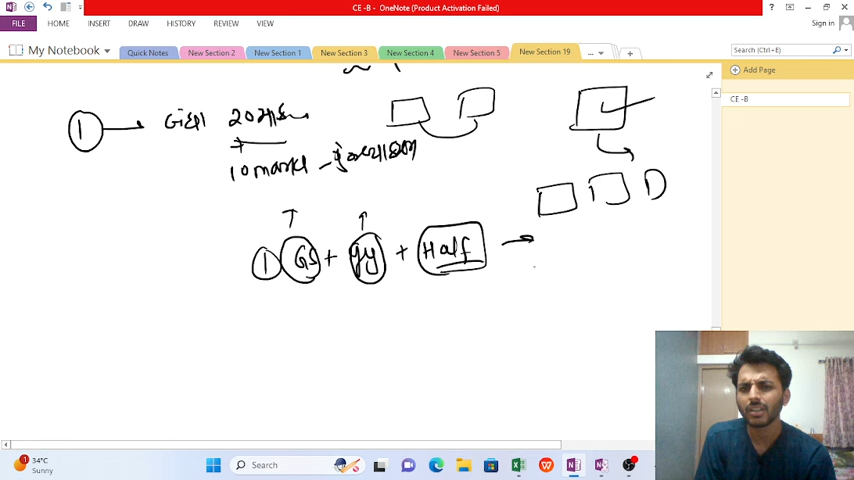 CE -B - OneNote (Product Activation Failed)
FILE HOME INSERT DRAW HISTORY REVIEW VIEW Sign in
My Notebook Quick Notes New Section 2 New Section 1 New Section 3 New Section 4 New Section 5 New Section 19 ... Search (Ctrl+E)
Add Page
CE -B
1
10 marks
1 GS + gy + Half
34°C
Sunny
Search